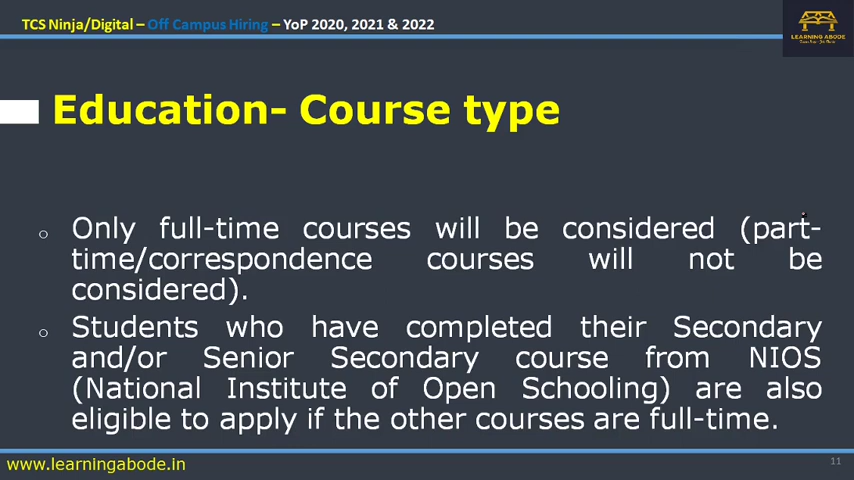 TCS Ninja/Digital – Off Campus Hiring – YoP 2020, 2021 & 2022
LEARNING ABODE
Education- Course type
Only full-time courses will be considered (part-
time/correspondence courses will not be
considered).
Students who have completed their Secondary
and/or Senior Secondary course from NIOS
(National Institute of Open Schooling) are also
eligible to apply if the other courses are full-time.
www.learningabode.in
11